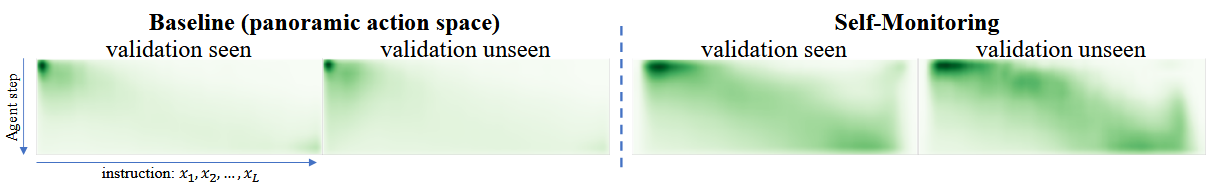 Baseline (panoramic action space)
validation seen
validation unseen
Self-Monitoring
validation seen
validation unseen
Agent step
instruction: x₁, x₂, …, x_L